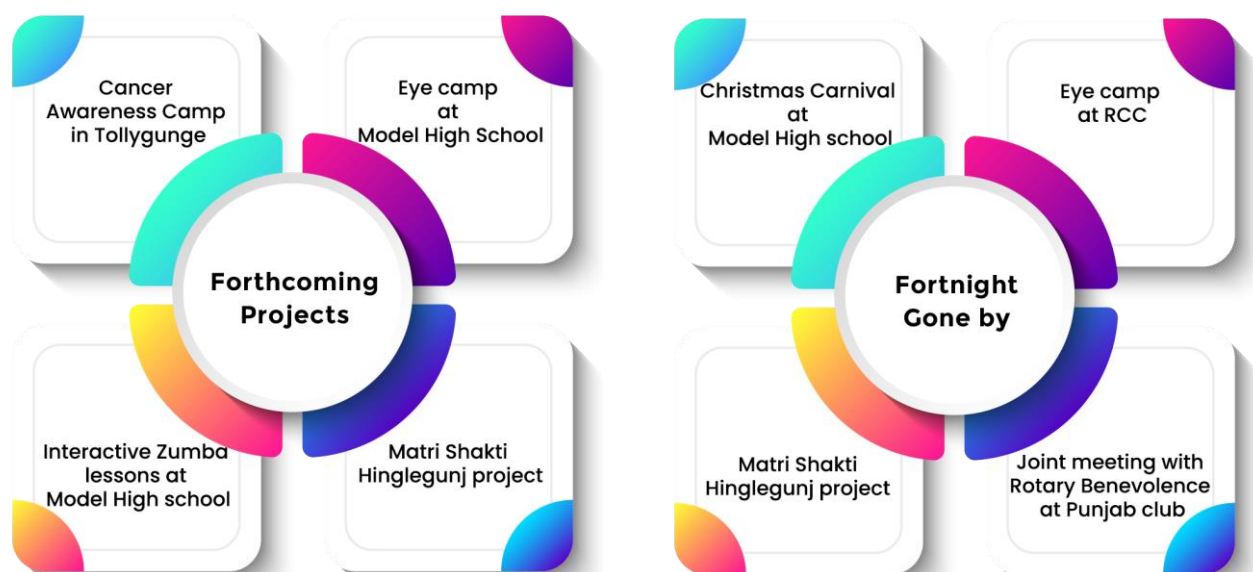 Cancer
Awareness Camp
in Tollygunge
Eye camp
at
Model High School
Forthcoming
Projects
Interactive Zumba
lessons at
Model High school
Matri Shakti
Hinglegunj project
Christmas Carnival
at
Model High school
Eye camp
at RCC
Fortnight
Gone by
Matri Shakti
Hinglegunj project
Joint meeting with
Rotary Benevolence
at Punjab club